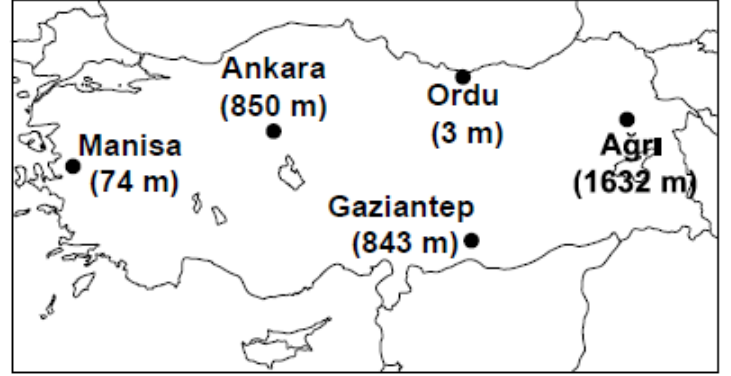 Ankara
(850 m)
Ordu
(3 m)
Manisa
(74 m)
Ağrı
(1632 m)
Gaziantep
(843 m)